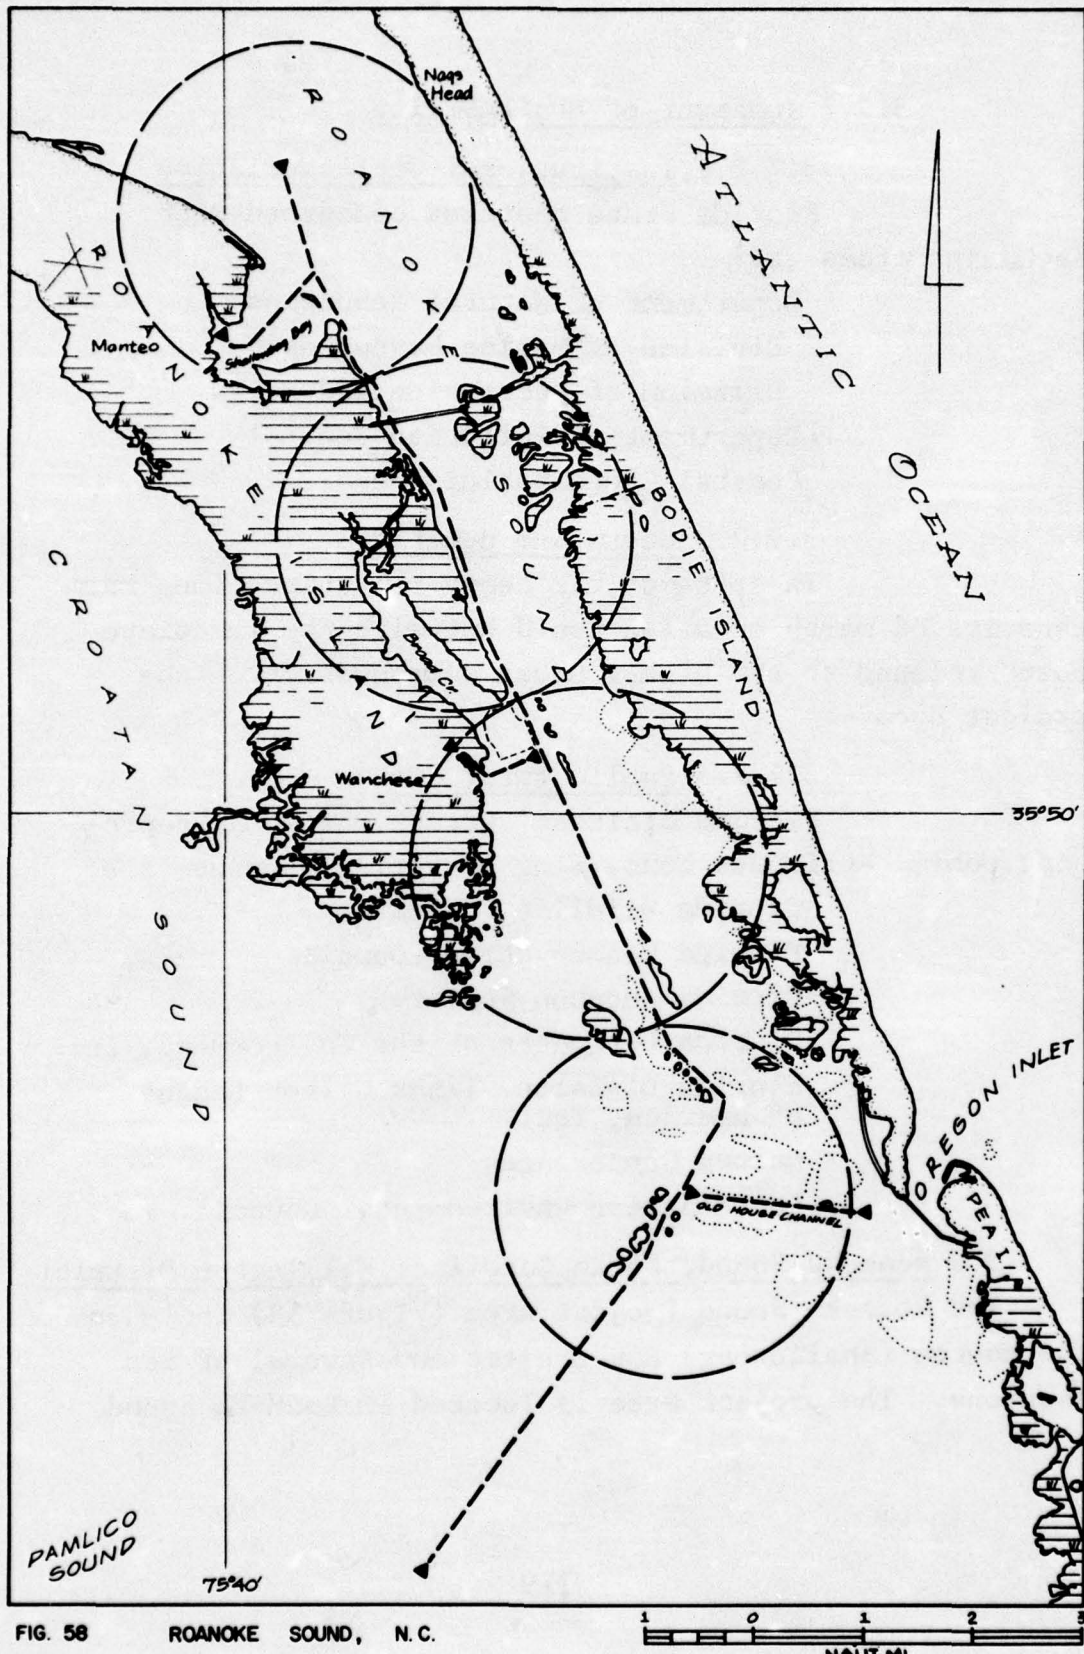 Nags
Head
ROANOKE SOUND
ATLANTIC
OCEAN
ROANOKE ISLAND
Manteo
Shallowbag Bay
BODIE ISLAND
CROATAN SOUND
Broad Cr.
Wanchese
35°50'
OREGON INLET
PEA I.
OLD HOUSE CHANNEL
PAMLICO
SOUND
75°40'
FIG. 58 ROANOKE SOUND, N.C.
1 0 1 2 3
NAUT. MI.